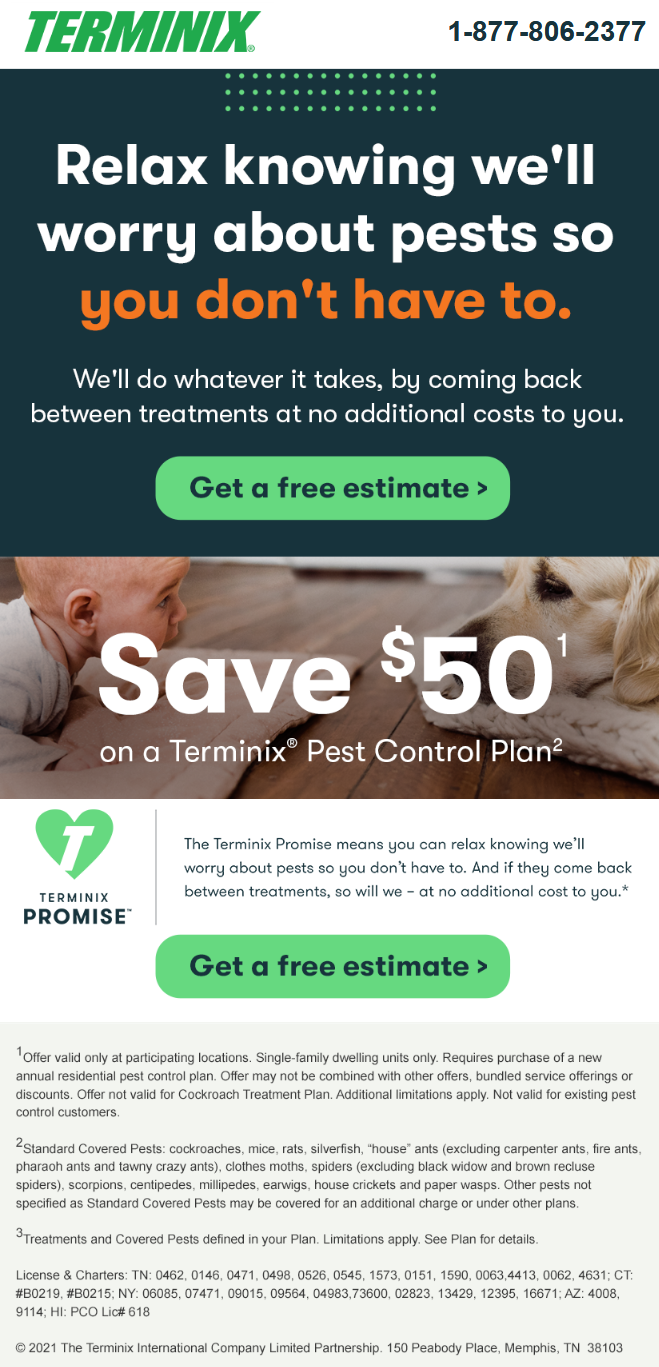 TERMINIX®
1-877-806-2377
Relax knowing we'll
worry about pests so
you don't have to.
We'll do whatever it takes, by coming back
between treatments at no additional costs to you.
Get a free estimate >
Save $50¹
on a Terminix® Pest Control Plan²
The Terminix Promise means you can relax knowing we’ll
worry about pests so you don’t have to. And if they come back
between treatments, so will we – at no additional cost to you.*
T
TERMINIX
PROMISE™
Get a free estimate >
¹Offer valid only at participating locations. Single-family dwelling units only. Requires purchase of a new
annual residential pest control plan. Offer may not be combined with other offers, bundled service offerings or
discounts. Offer not valid for Cockroach Treatment Plan. Additional limitations apply. Not valid for existing pest
control customers.
²Standard Covered Pests: cockroaches, mice, rats, silverfish, “house” ants (excluding carpenter ants, fire ants,
pharaoh ants and tawny crazy ants), clothes moths, spiders (excluding black widow and brown recluse
spiders), scorpions, centipedes, millipedes, earwigs, house crickets and paper wasps. Other pests not
specified as Standard Covered Pests may be covered for an additional charge or under other plans.
³Treatments and Covered Pests defined in your Plan. Limitations apply. See Plan for details.
License & Charters: TN: 0462, 0146, 0471, 0498, 0526, 0545, 1573, 0151, 1590, 0063,4413, 0062, 4631; CT:
#B0219, #B0215; NY: 06085, 07471, 09015, 09564, 04983,73600, 02823, 13429, 12395, 16671; AZ: 4008,
9114; HI: PCO Lic# 618
© 2021 The Terminix International Company Limited Partnership. 150 Peabody Place, Memphis, TN 38103